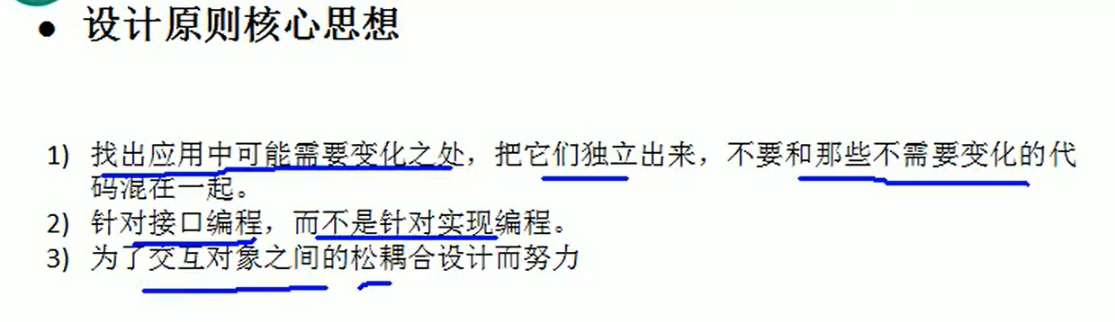 ● 设计原则核心思想
1) 找出应用中可能需要变化之处，把它们独立出来，不要和那些不需要变化的代
码混在一起。
2) 针对接口编程，而不是针对实现编程。
3) 为了交互对象之间的松耦合设计而努力